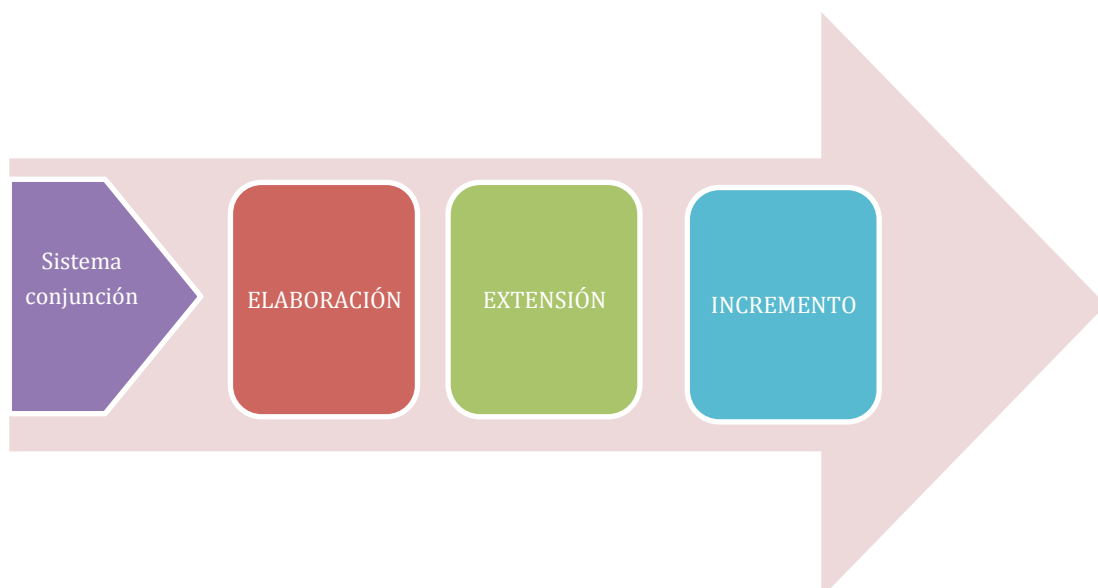 Sistema
conjunción
ELABORACIÓN
EXTENSIÓN
INCREMENTO